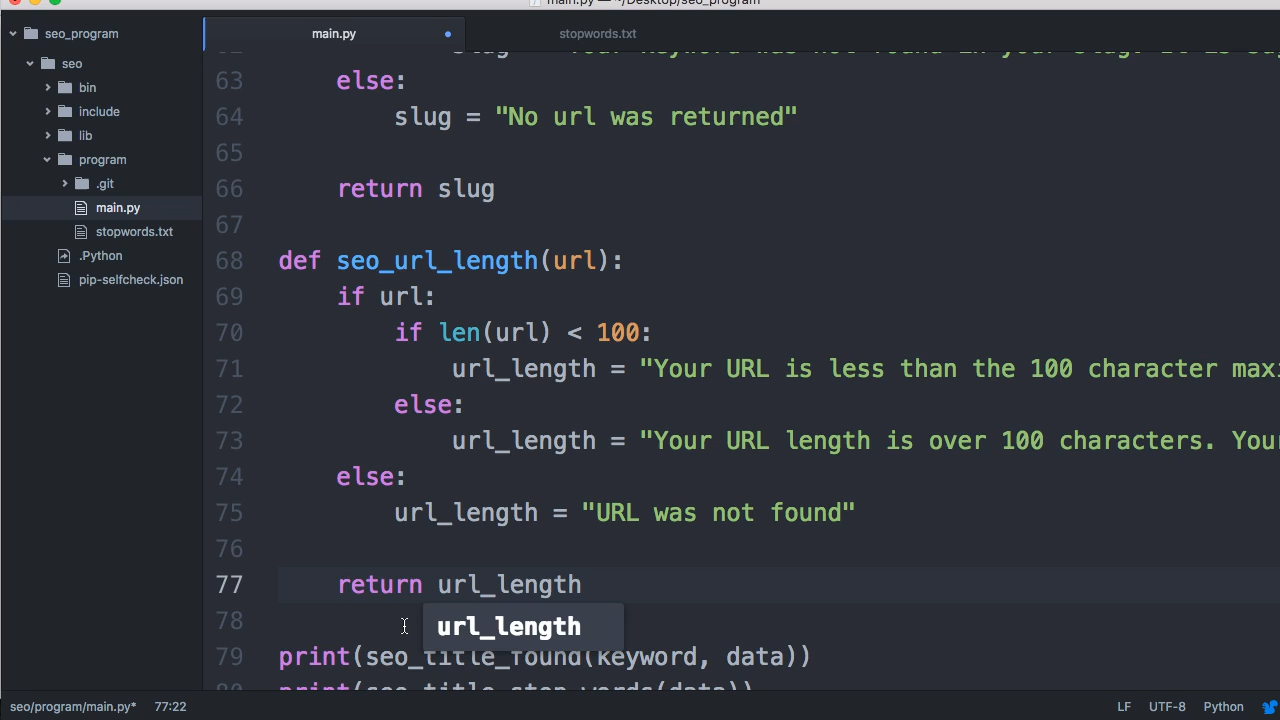 main.py — ~/Desktop/seo_program
seo_program
main.py
stopwords.txt
seo
bin
include
lib
program
.git
main.py
stopwords.txt
.Python
pip-selfcheck.json
63 else:
64 slug = "No url was returned"
65
66 return slug
67
68 def seo_url_length(url):
69 if url:
70 if len(url) < 100:
71 url_length = "Your URL is less than the 100 character
72 else:
73 url_length = "Your URL length is over 100 characters.
74 else:
75 url_length = "URL was not found"
76
77 return url_length
78 url_length
79 print(seo_title_found(keyword, data))
print(seo_title_stop_words(data))
seo/program/main.py* 77:22
LF UTF-8 Python